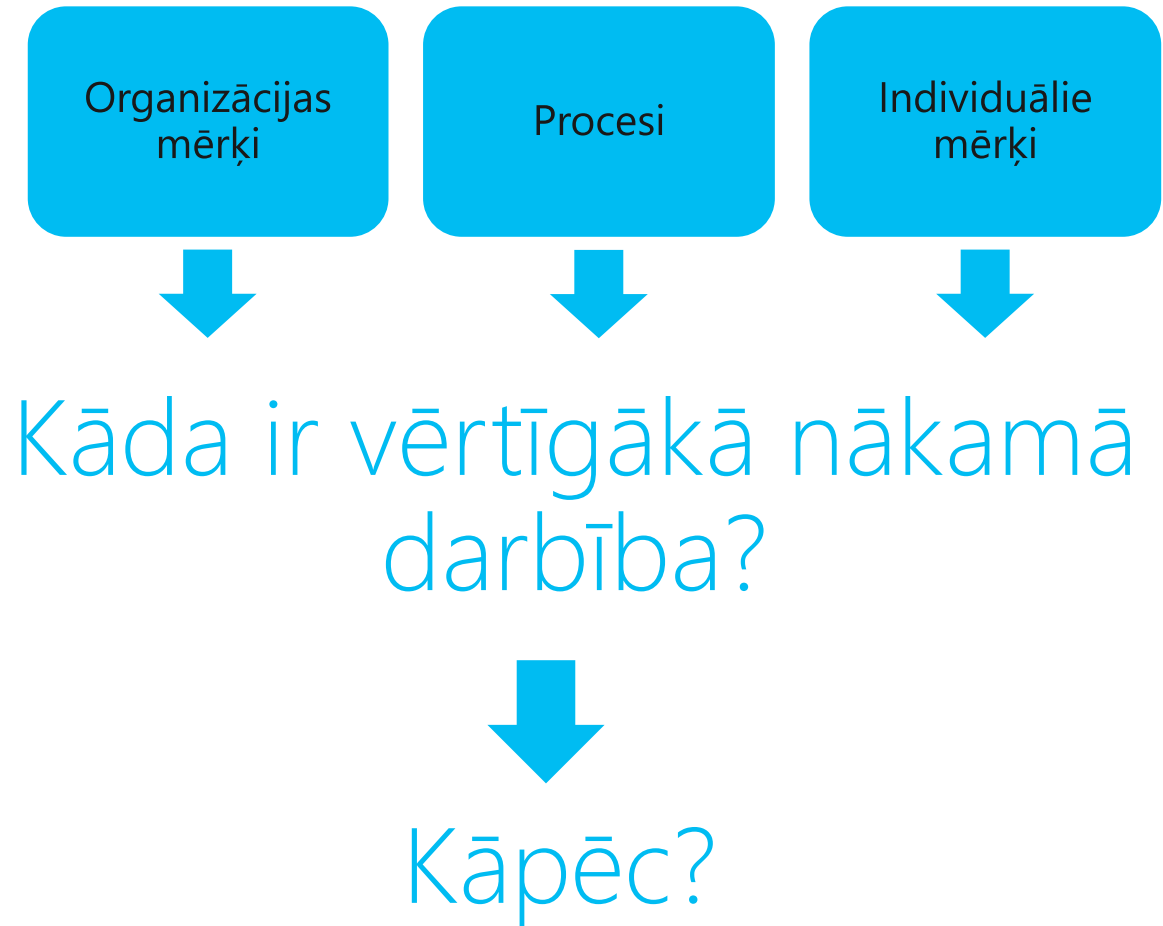 Organizācijas
mērķi
Procesi
Individuālie
mērķi
Kāda ir vērtīgākā nākamā
darbība?
Kāpēc?